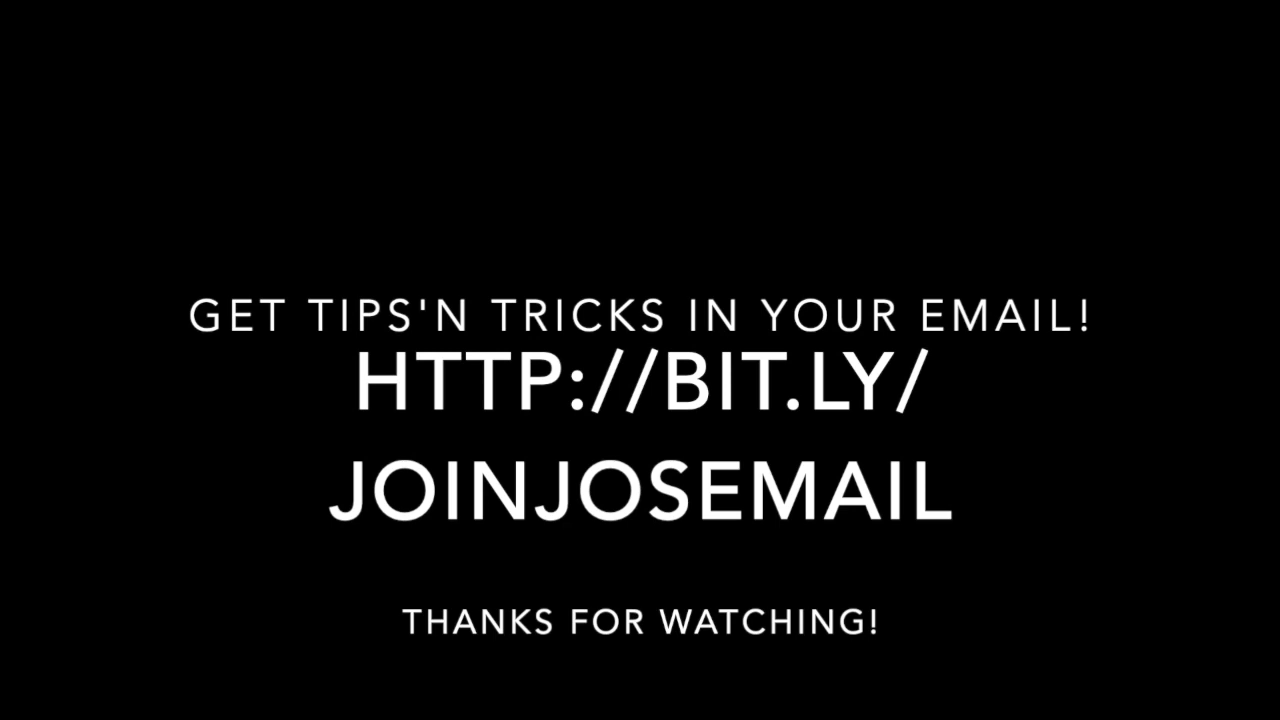 GET TIPS'N TRICKS IN YOUR EMAIL!
HTTP://BIT.LY/
JOINJOSEMAIL
THANKS FOR WATCHING!